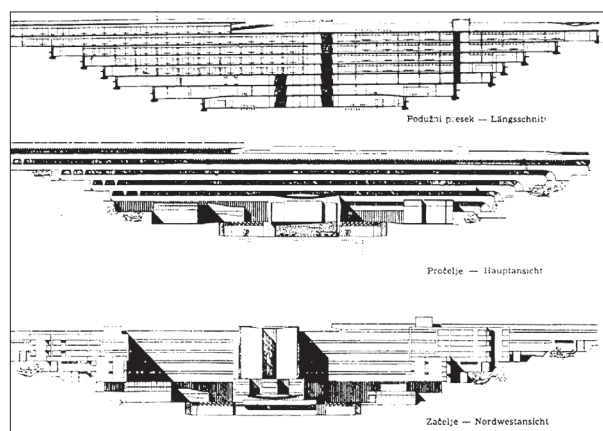 Podužni presek — Längsschnitt
Pročelje — Hauptansicht
Začelje — Nordwestansicht